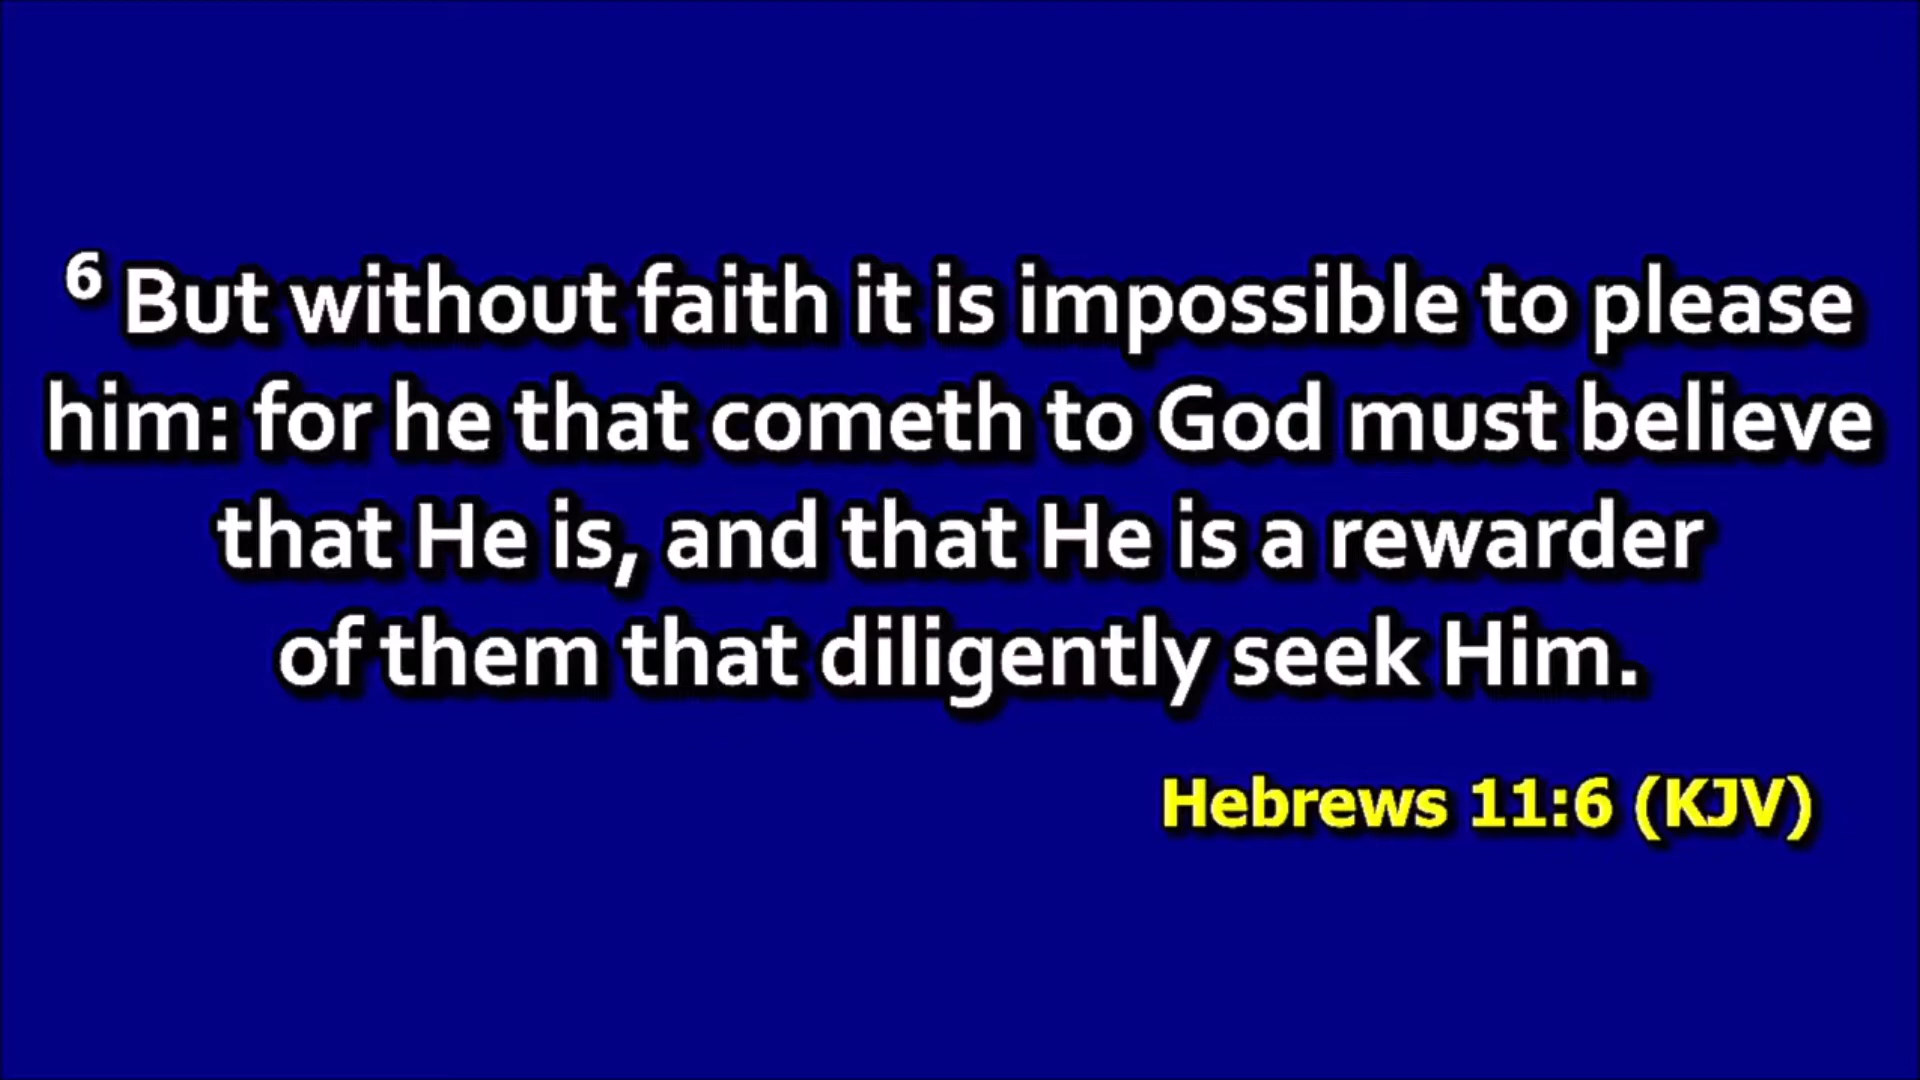 6 But without faith it is impossible to please
him: for he that cometh to God must believe
that He is, and that He is a rewarder
of them that diligently seek Him.
Hebrews 11:6 (KJV)